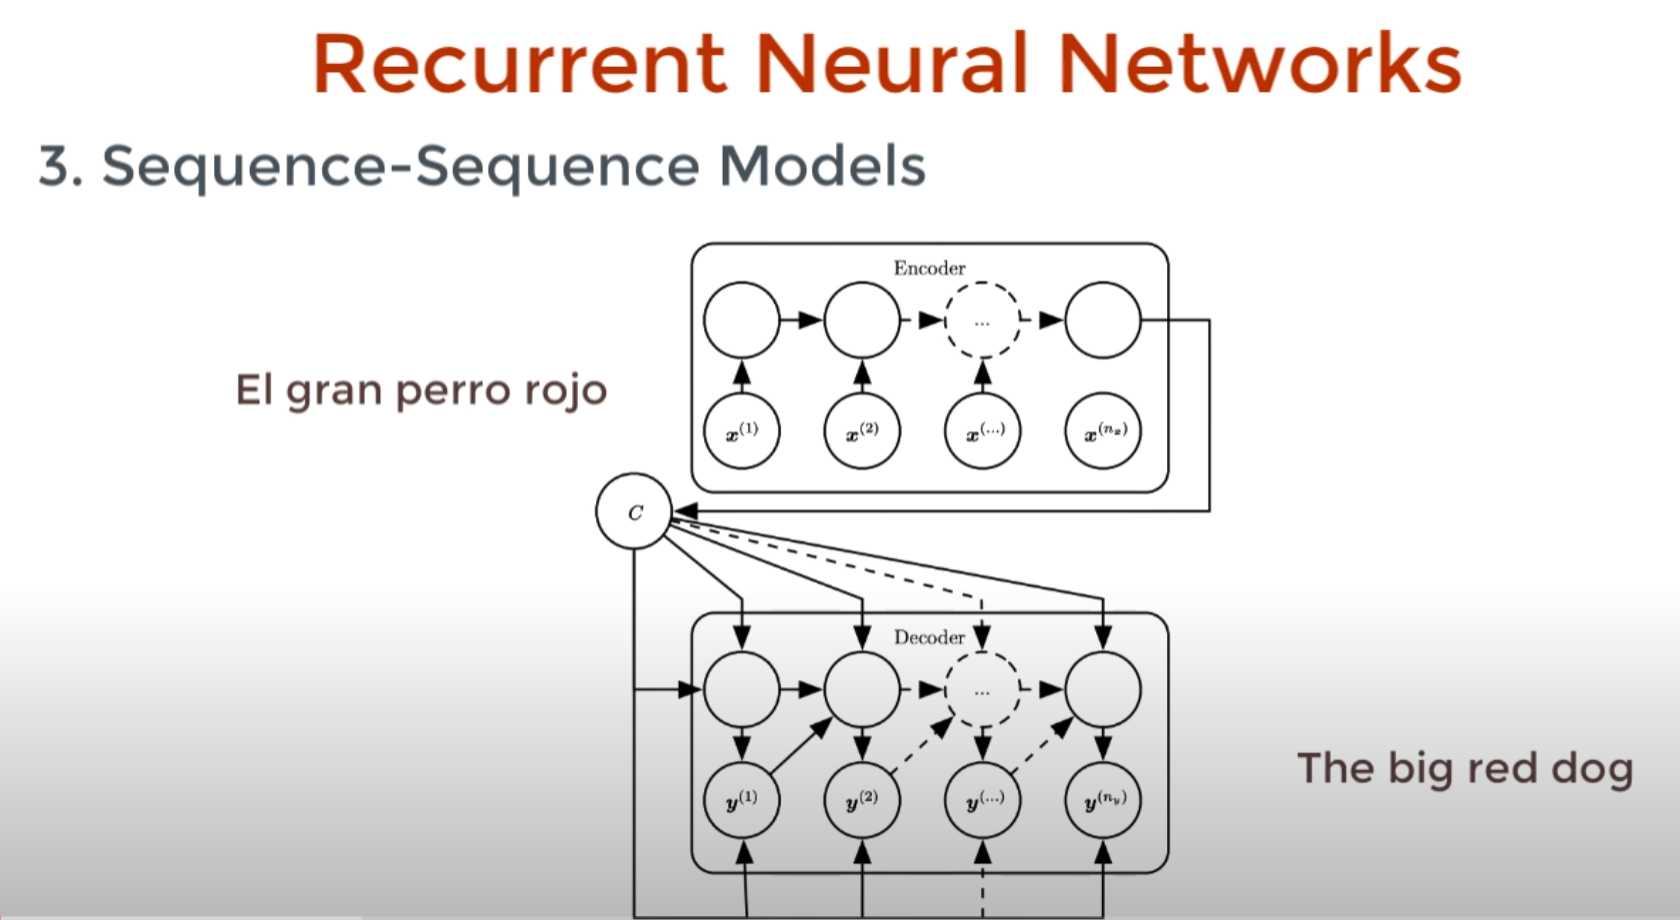 Recurrent Neural Networks
3. Sequence-Sequence Models
Encoder
...
El gran perro rojo
x^(1) x^(2) x^(...) x^(n_x)
C
Decoder
...
The big red dog
y^(1) y^(2) y^(...) y^(n_y)